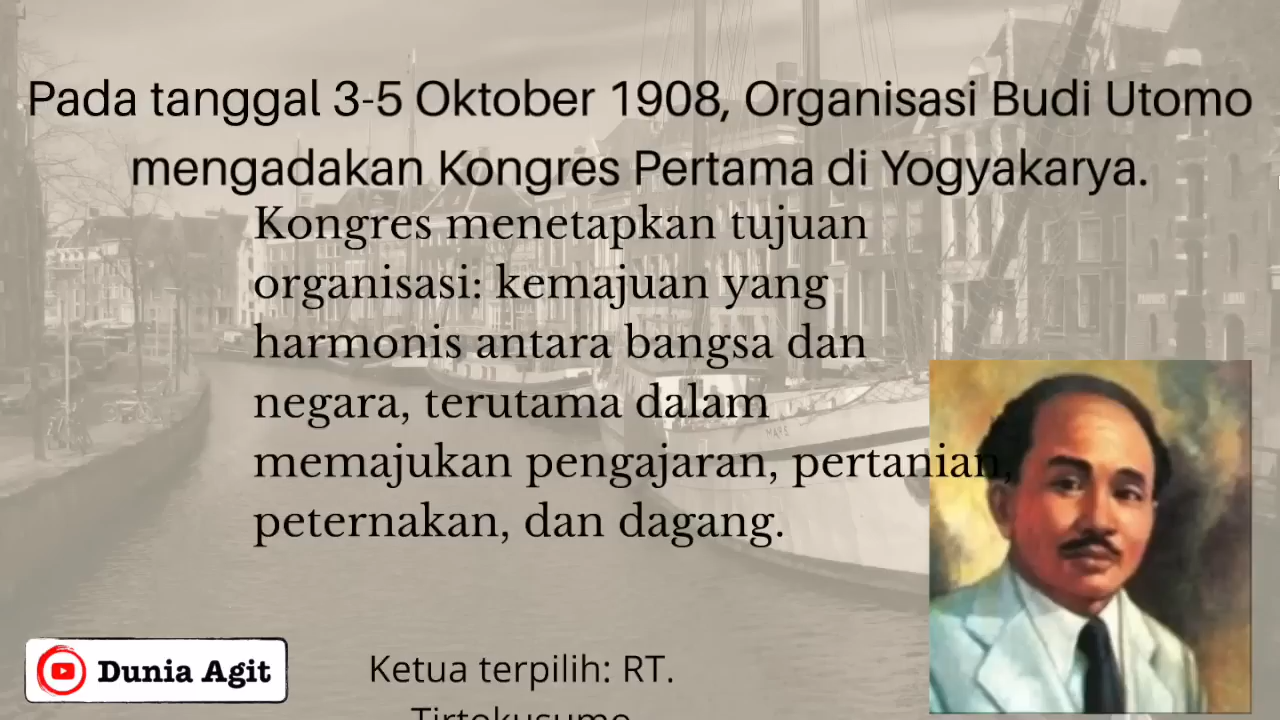 Pada tanggal 3-5 Oktober 1908, Organisasi Budi Utomo
mengadakan Kongres Pertama di Yogyakarya.
Kongres menetapkan tujuan
organisasi: kemajuan yang
harmonis antara bangsa dan
negara, terutama dalam
memajukan pengajaran, pertanian,
peternakan, dan dagang.
Dunia Agit
Ketua terpilih: RT.
Tirtokusumo